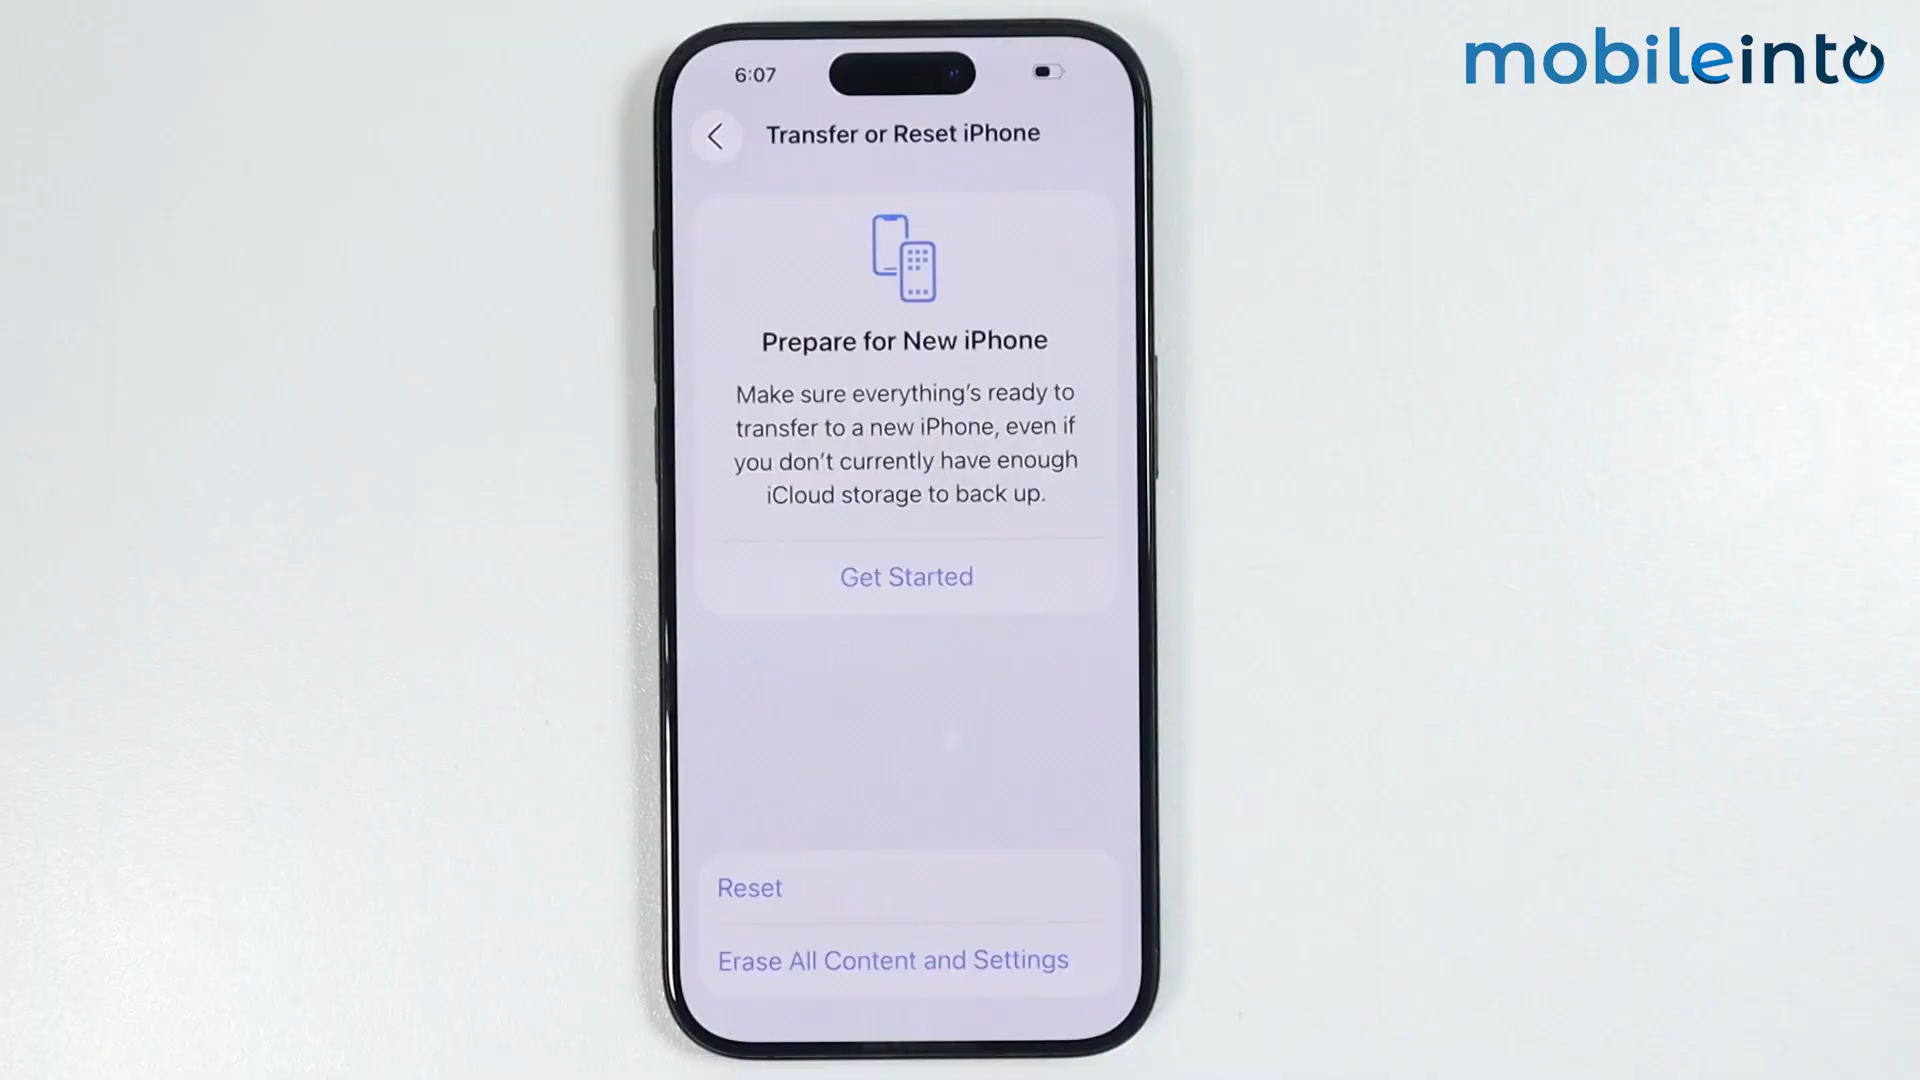 mobileinto
6:07
Transfer or Reset iPhone
Prepare for New iPhone
Make sure everything's ready to
transfer to a new iPhone, even if
you don't currently have enough
iCloud storage to back up.
Get Started
Reset
Erase All Content and Settings